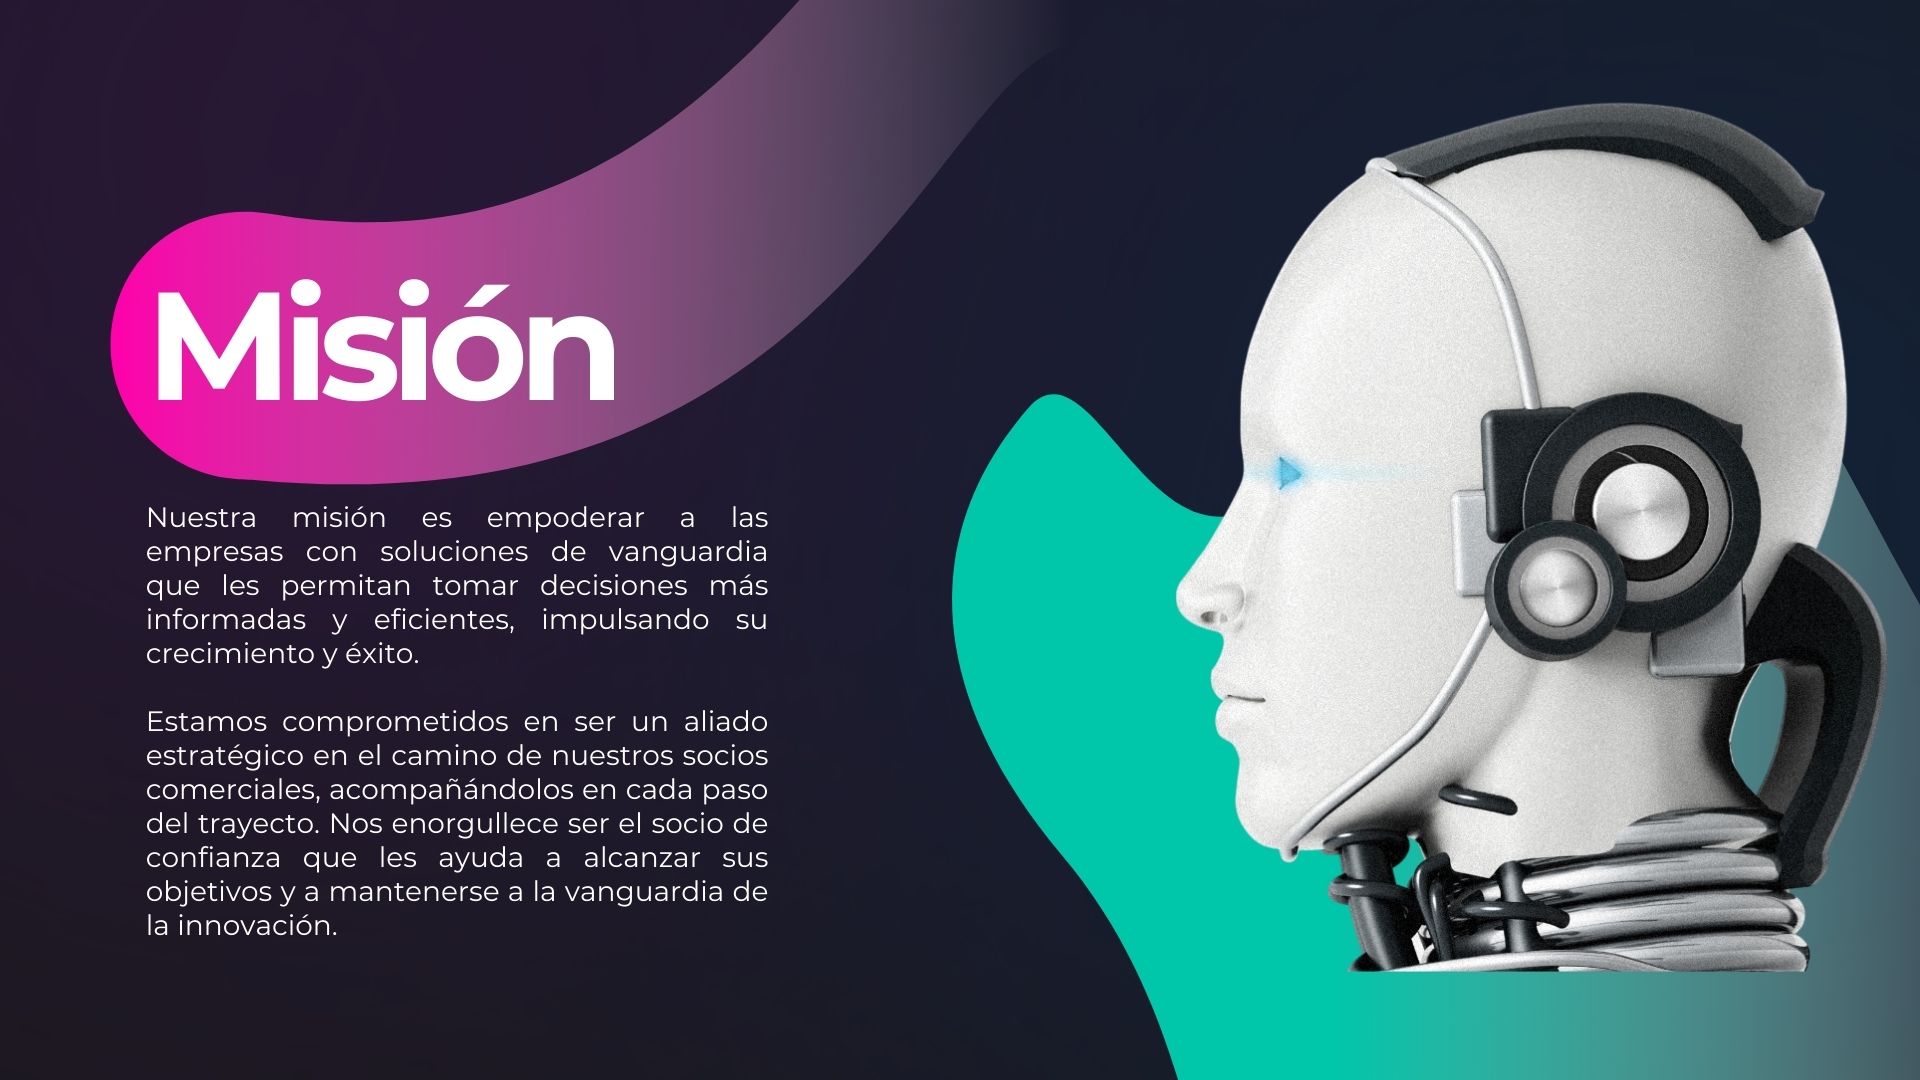 Misión
Nuestra misión es empoderar a las
empresas con soluciones de vanguardia
que les permitan tomar decisiones más
informadas y eficientes, impulsando su
crecimiento y éxito.
Estamos comprometidos en ser un aliado
estratégico en el camino de nuestros socios
comerciales, acompañándolos en cada paso
del trayecto. Nos enorgullece ser el socio de
confianza que les ayuda a alcanzar sus
objetivos y a mantenerse a la vanguardia de
la innovación.